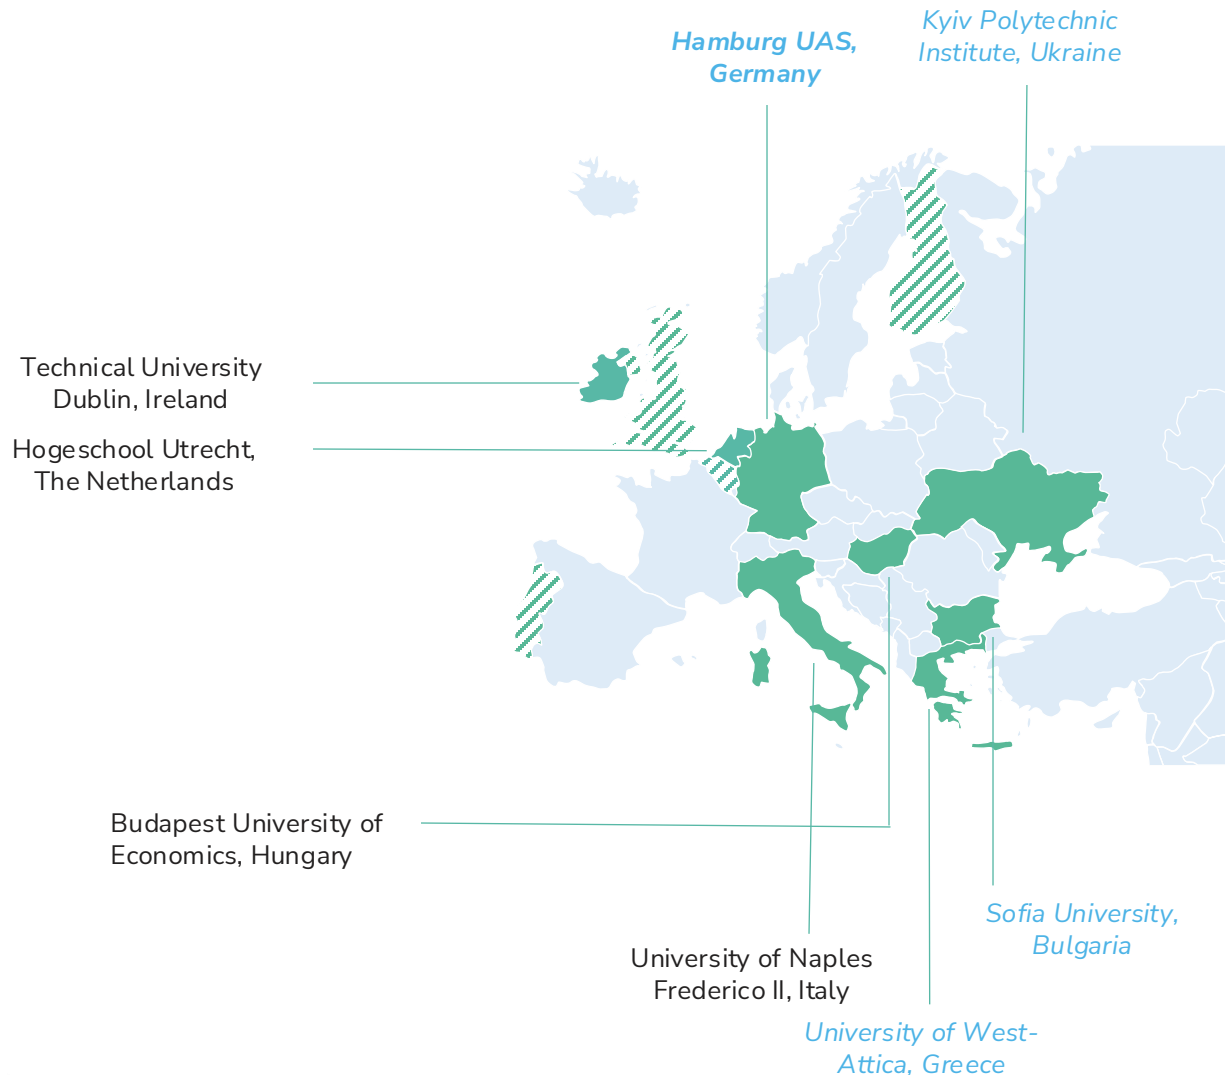 Kyiv Polytechnic
Institute, Ukraine
Hamburg UAS,
Germany
Technical University
Dublin, Ireland
Hogeschool Utrecht,
The Netherlands
Budapest University of
Economics, Hungary
Sofia University,
Bulgaria
University of Naples
Frederico II, Italy
University of West-
Attica, Greece